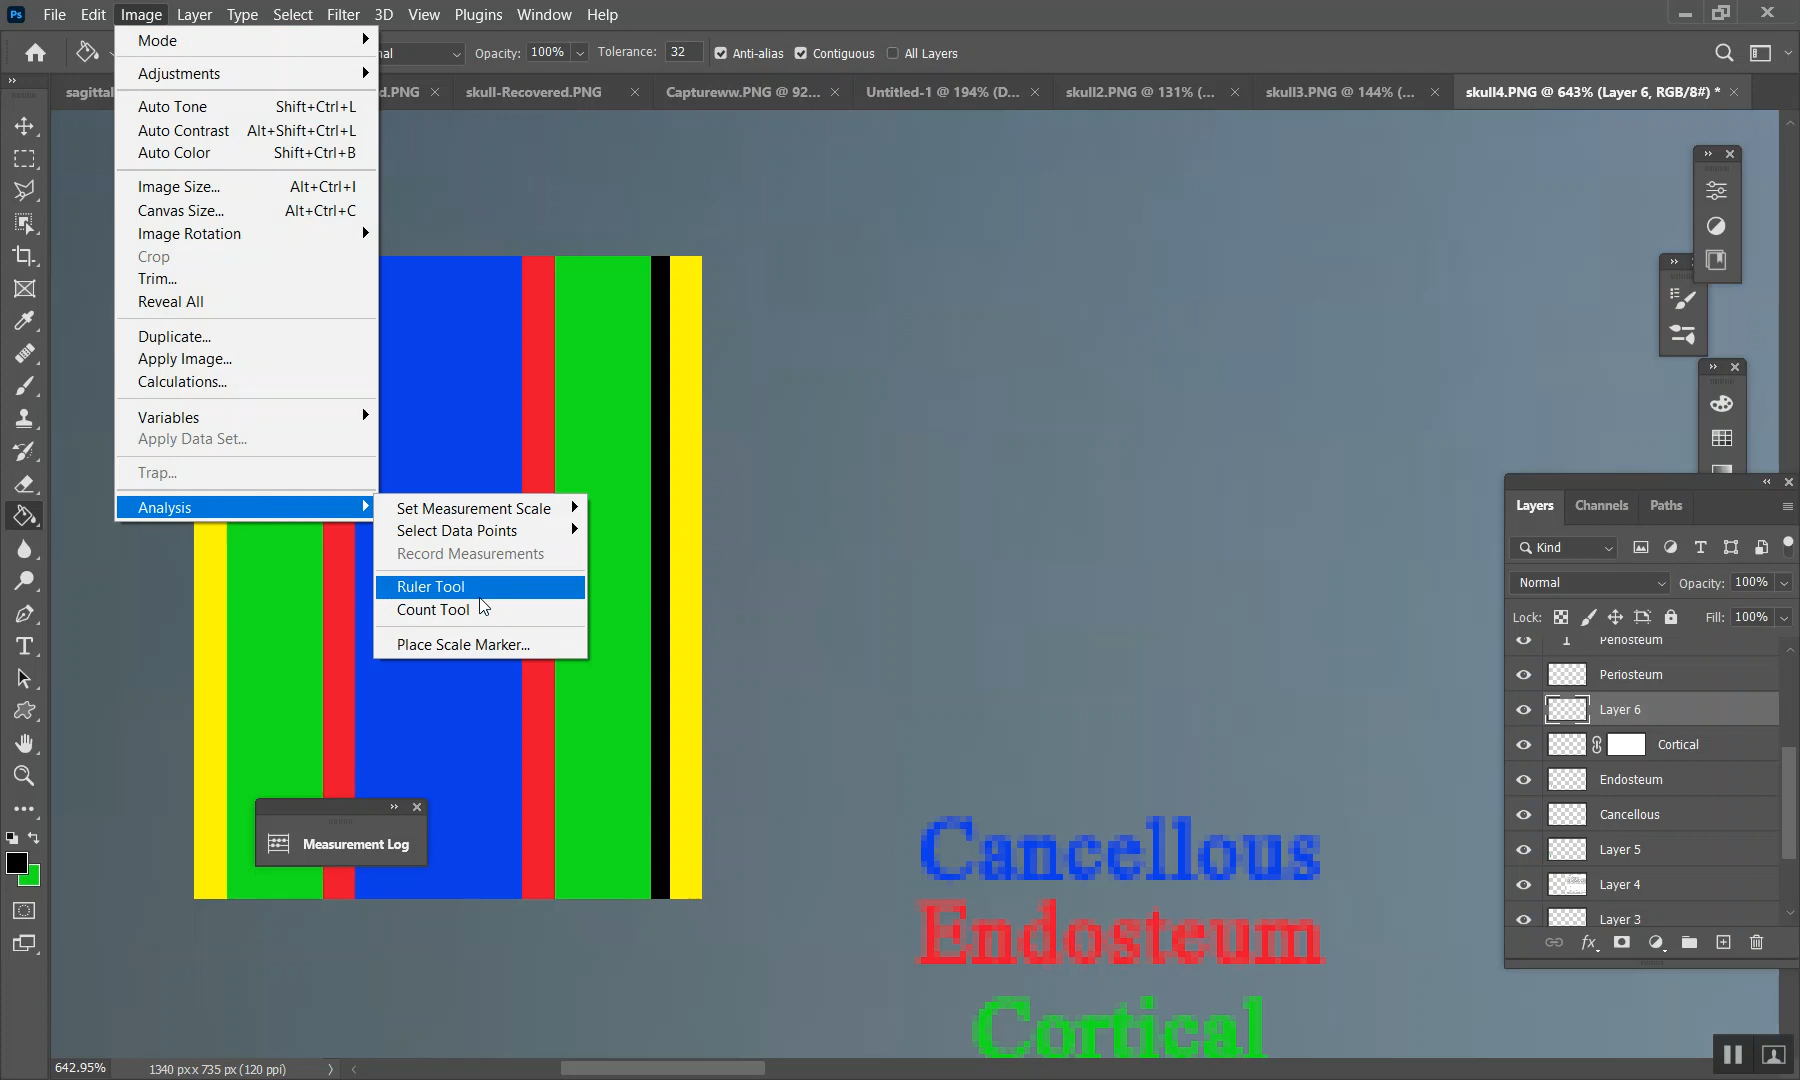 Ps File Edit Image Layer Type Select Filter 3D View Plugins Window Help
Opacity: 100% Tolerance: 32 Anti-alias Contiguous All Layers
skull-Recovered.PNG Captureww.PNG @ 92... Untitled-1 @ 194% (D... skull2.PNG @ 131% (... skull3.PNG @ 144% (... skull4.PNG @ 643% (Layer 6, RGB/8#) *
Mode
Adjustments
Auto Tone Shift+Ctrl+L
Auto Contrast Alt+Shift+Ctrl+L
Auto Color Shift+Ctrl+B
Image Size... Alt+Ctrl+I
Canvas Size... Alt+Ctrl+C
Image Rotation
Crop
Trim...
Reveal All
Duplicate...
Apply Image...
Calculations...
Variables
Apply Data Set...
Trap...
Analysis
Set Measurement Scale
Select Data Points
Record Measurements
Ruler Tool
Count Tool
Place Scale Marker...
Measurement Log
Cancellous
Endosteum
Cortical
Layers Channels Paths
Kind
Normal Opacity: 100%
Lock: Fill: 100%
Periosteum
Periosteum
Layer 6
Cortical
Endosteum
Cancellous
Layer 5
Layer 4
Layer 3
fx
642.95% 1340 px x 735 px (120 ppi)